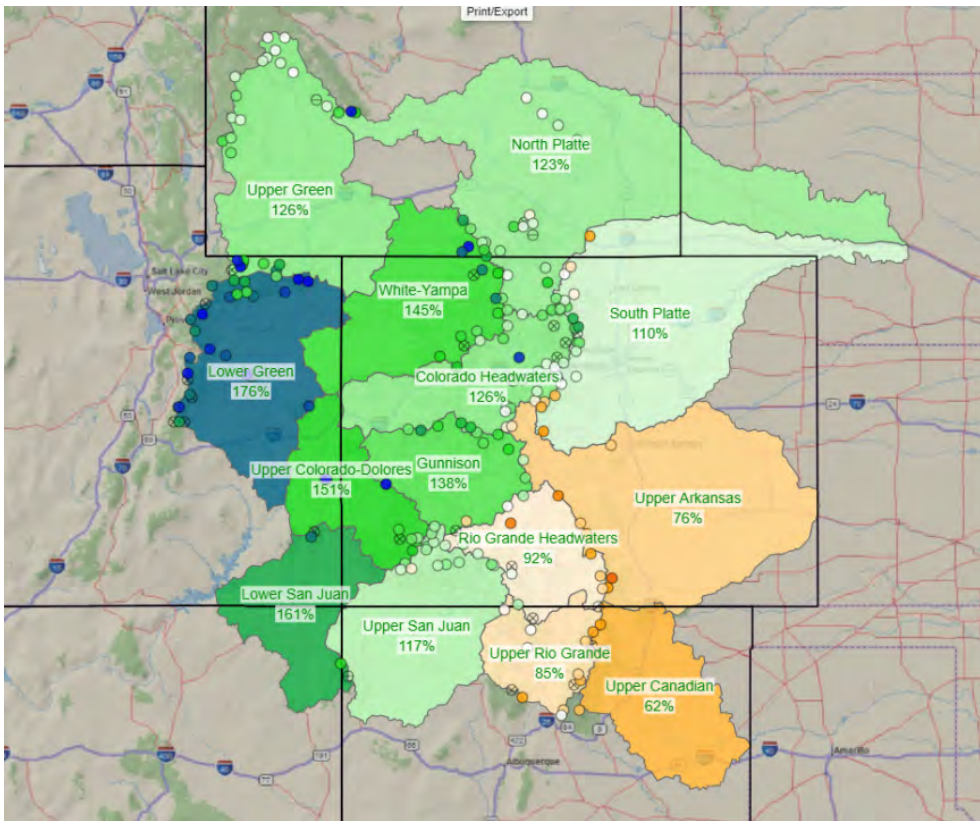 Print/Export
North Platte
123%
Upper Green
126%
Salt Lake City
West Jordan
White-Yampa
145%
South Platte
110%
Lower Green
176%
Colorado Headwaters
126%
Gunnison
138%
Upper Colorado-Dolores
151%
Upper Arkansas
76%
Rio Grande Headwaters
92%
Lower San Juan
161%
Upper San Juan
117%
Upper Rio Grande
85%
Upper Canadian
62%
Albuquerque
Amarillo